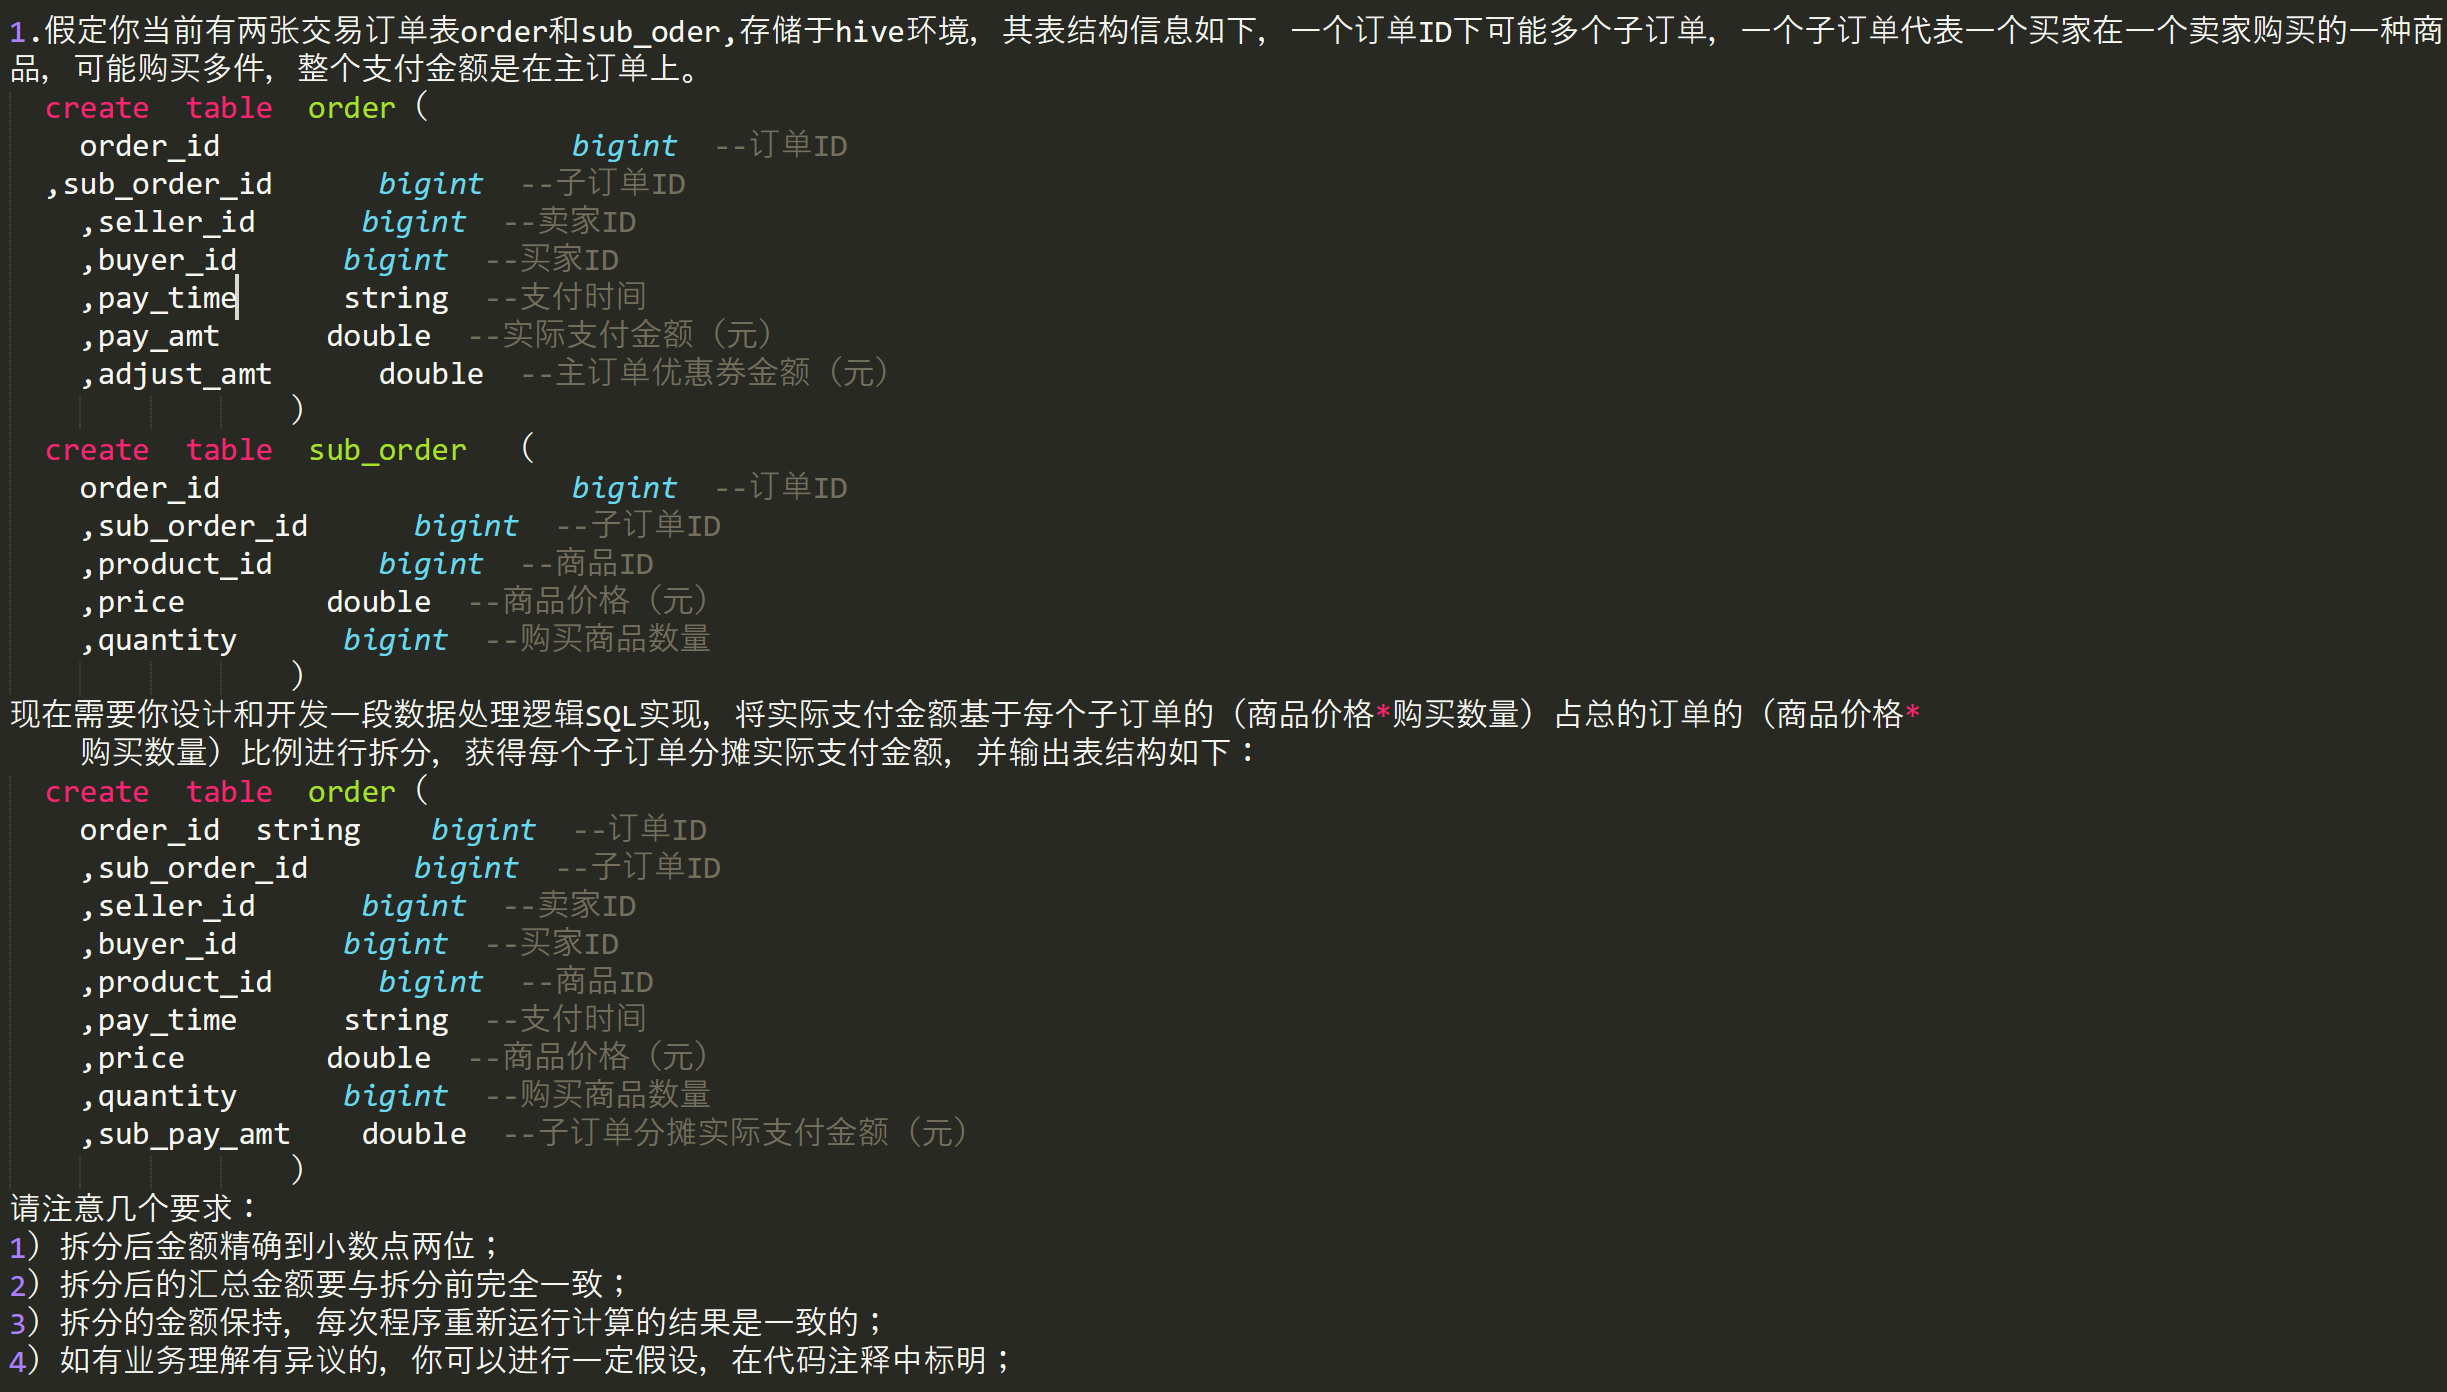 1.假定你当前有两张交易订单表order和sub_oder,存储于hive环境, 其表结构信息如下, 一个订单ID下可能多个子订单, 一个子订单代表一个买家在一个卖家购买的一种商
品, 可能购买多件, 整个支付金额是在主订单上。
create table order (
order_id bigint --订单ID
,sub_order_id bigint --子订单ID
,seller_id bigint --卖家ID
,buyer_id bigint --买家ID
,pay_time string --支付时间
,pay_amt double --实际支付金额（元）
,adjust_amt double --主订单优惠券金额（元）
)
create table sub_order (
order_id bigint --订单ID
,sub_order_id bigint --子订单ID
,product_id bigint --商品ID
,price double --商品价格（元）
,quantity bigint --购买商品数量
)
现在需要你设计和开发一段数据处理逻辑SQL实现, 将实际支付金额基于每个子订单的（商品价格*购买数量）占总的订单的（商品价格*
购买数量）比例进行拆分, 获得每个子订单分摊实际支付金额, 并输出表结构如下：
create table order (
order_id string bigint --订单ID
,sub_order_id bigint --子订单ID
,seller_id bigint --卖家ID
,buyer_id bigint --买家ID
,product_id bigint --商品ID
,pay_time string --支付时间
,price double --商品价格（元）
,quantity bigint --购买商品数量
,sub_pay_amt double --子订单分摊实际支付金额（元）
)
请注意几个要求：
1）拆分后金额精确到小数点两位；
2）拆分后的汇总金额要与拆分前完全一致；
3）拆分的金额保持, 每次程序重新运行计算的结果是一致的；
4）如有业务理解有异议的, 你可以进行一定假设, 在代码注释中标明；